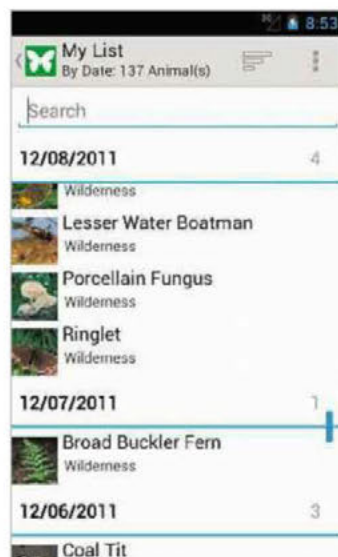 8:53
My List
By Date: 137 Animal(s)
Search
12/08/2011 4
Wilderness
Lesser Water Boatman
Wilderness
Porcellain Fungus
Wilderness
Ringlet
Wilderness
12/07/2011 1
Broad Buckler Fern
Wilderness
12/06/2011 3
Coal Tit